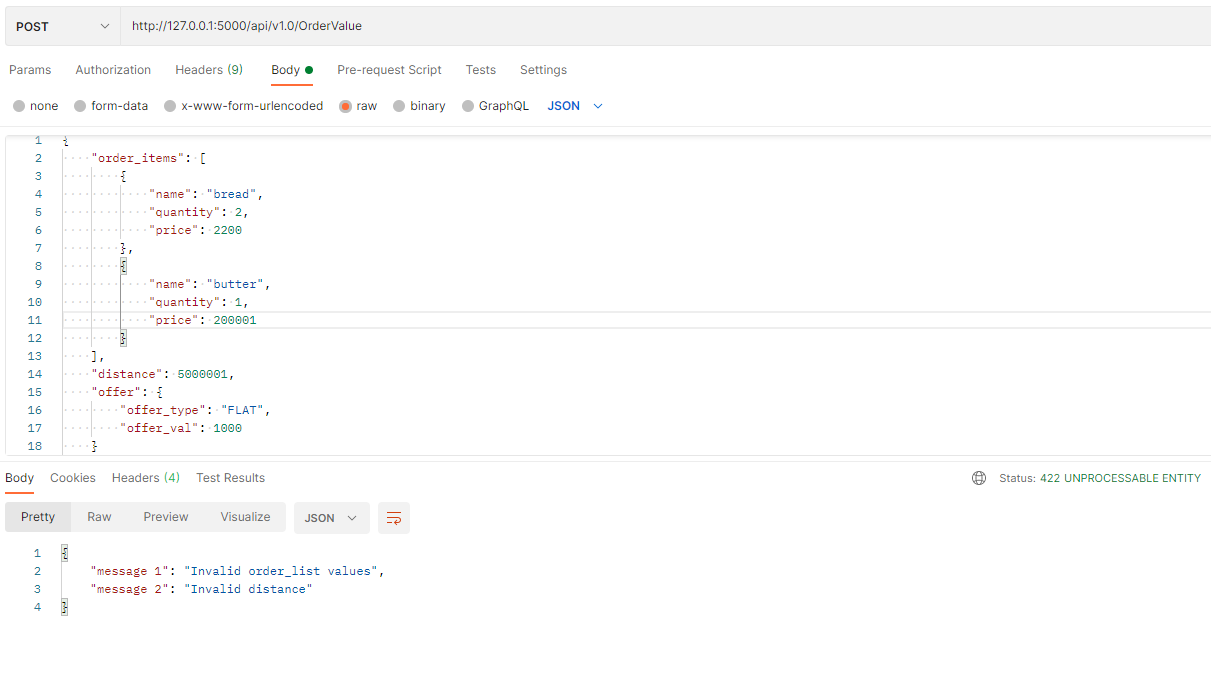 POST http://127.0.0.1:5000/api/v1.0/OrderValue
Params Authorization Headers (9) Body Pre-request Script Tests Settings
none form-data x-www-form-urlencoded raw binary GraphQL JSON
1 {
2 "order_items": [
3 {
4 "name": "bread",
5 "quantity": 2,
6 "price": 2200
7 },
8 {
9 "name": "butter",
10 "quantity": 1,
11 "price": 200001
12 }
13 ],
14 "distance": 5000001,
15 "offer": {
16 "offer_type": "FLAT",
17 "offer_val": 1000
18 }
Body Cookies Headers (4) Test Results Status: 422 UNPROCESSABLE ENTITY
Pretty Raw Preview Visualize JSON
1 {
2 "message 1": "Invalid order_list values",
3 "message 2": "Invalid distance"
4 }